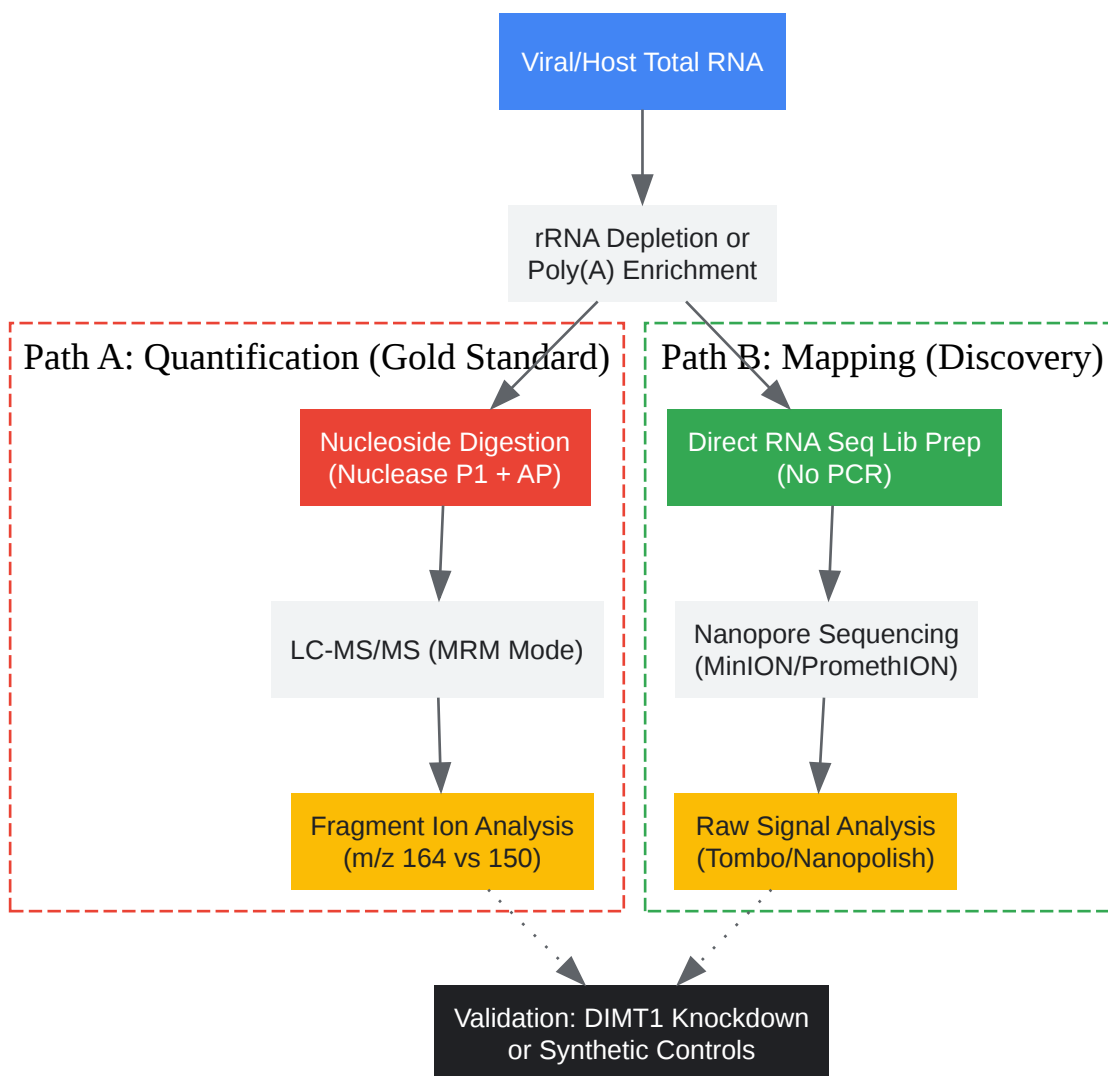 Viral/Host Total RNA
rRNA Depletion or
Poly(A) Enrichment
Path A: Quantification (Gold Standard)
Path B: Mapping (Discovery)
Nucleoside Digestion
(Nuclease P1 + AP)
Direct RNA Seq Lib Prep
(No PCR)
LC-MS/MS (MRM Mode)
Nanopore Sequencing
(MinION/PromethION)
Fragment Ion Analysis
(m/z 164 vs 150)
Raw Signal Analysis
(Tombo/Nanopolish)
Validation: DIMT1 Knockdown
or Synthetic Controls